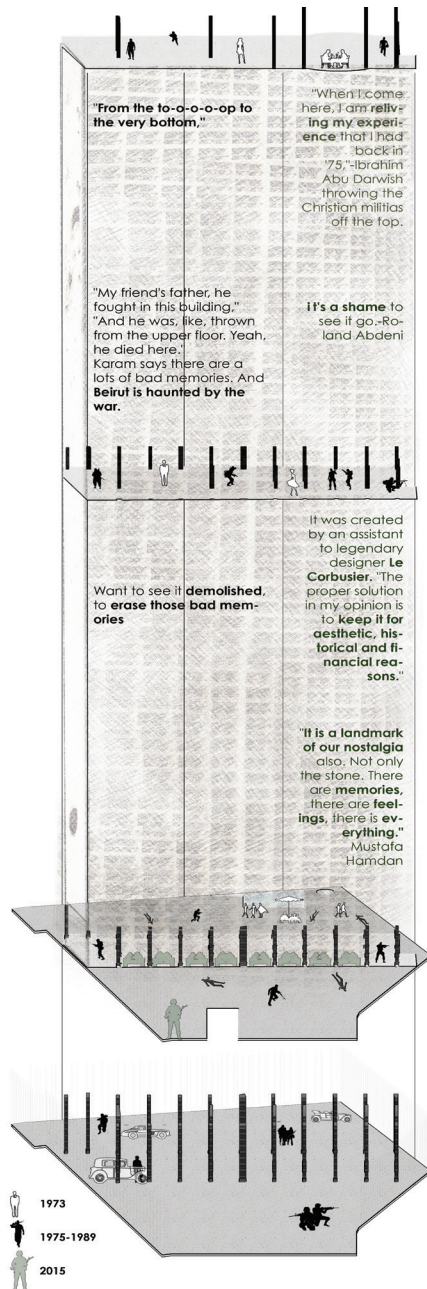 "From the to-o-o-o-op to
the very bottom,"
"When I come
here, I am reliv-
ing my experi-
ence that I had
back in
'75,"-Ibrahim
Abu Darwish
throwing the
Christian militias
off the top.
"My friend's father, he
fought in this building,"
"And he was, like, thrown
from the upper floor. Yeah,
he died here."
Karam says there are a
lots of bad memories. And
Beirut is haunted by the
war.
it's a shame to
see it go.-Ro-
land Abdeni
It was created
by an assistant
to legendary
designer Le
Corbusier. "The
proper solution
in my opinion is
to keep it for
aesthetic, his-
torical and fi-
nancial rea-
sons."
Want to see it demolished,
to erase those bad mem-
ories
"It is a landmark
of our nostalgia
also. Not only
the stone. There
are memories,
there are feel-
ings, there is ev-
erything."
Mustafa
Hamdan
1973
1975-1989
2015